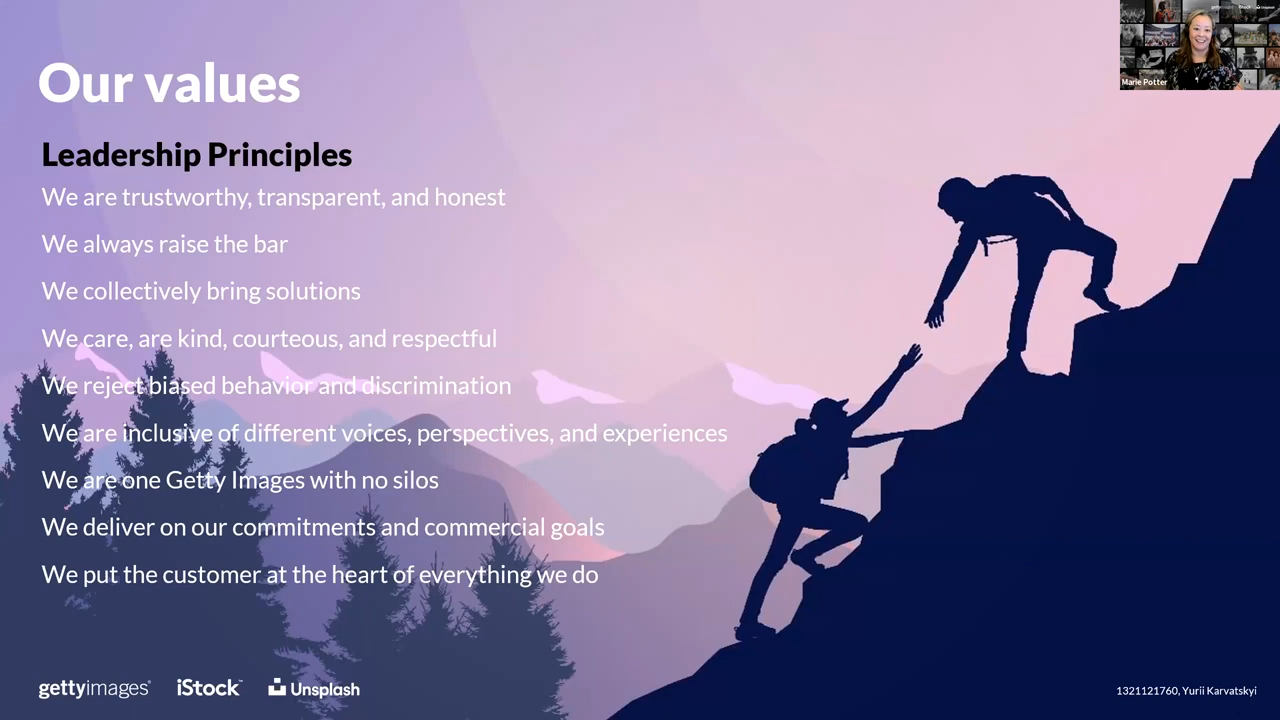 Our values
Leadership Principles
We are trustworthy, transparent, and honest
We always raise the bar
We collectively bring solutions
We care, are kind, courteous, and respectful
We reject biased behavior and discrimination
We are inclusive of different voices, perspectives, and experiences
We are one Getty Images with no silos
We deliver on our commitments and commercial goals
We put the customer at the heart of everything we do
gettyimages® iStock™ Unsplash
1321121760, Yurii Karvatskyi
gettyimages iStock Unsplash
Marie Potter